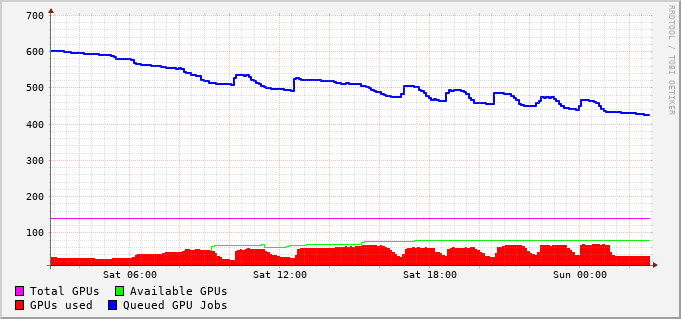 700
600
500
400
300
200
100
Sat 06:00 Sat 12:00 Sat 18:00 Sun 00:00
Total GPUs Available GPUs
GPUs used Queued GPU Jobs
RRDTOOL / TOBI OETIKER